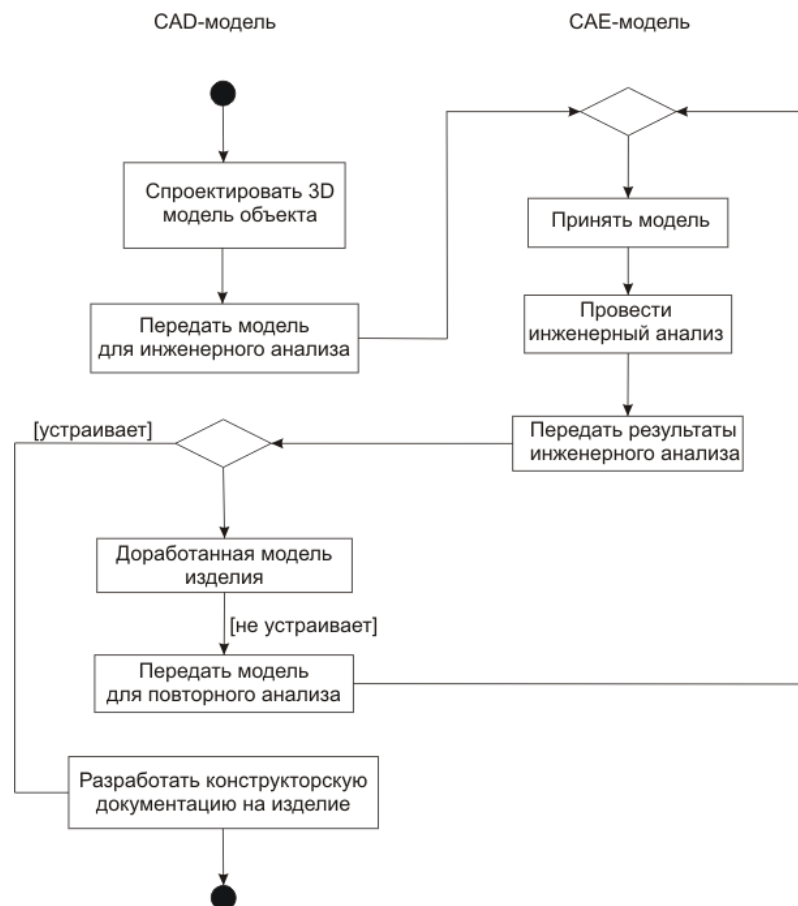 CAD-модель
CAE-модель
Спроектировать 3D
модель объекта
Принять модель
Передать модель
для инженерного анализа
Провести
инженерный анализ
[устраивает]
Передать результаты
инженерного анализа
Доработанная модель
изделия
[не устраивает]
Передать модель
для повторного анализа
Разработать конструкторскую
документацию на изделие